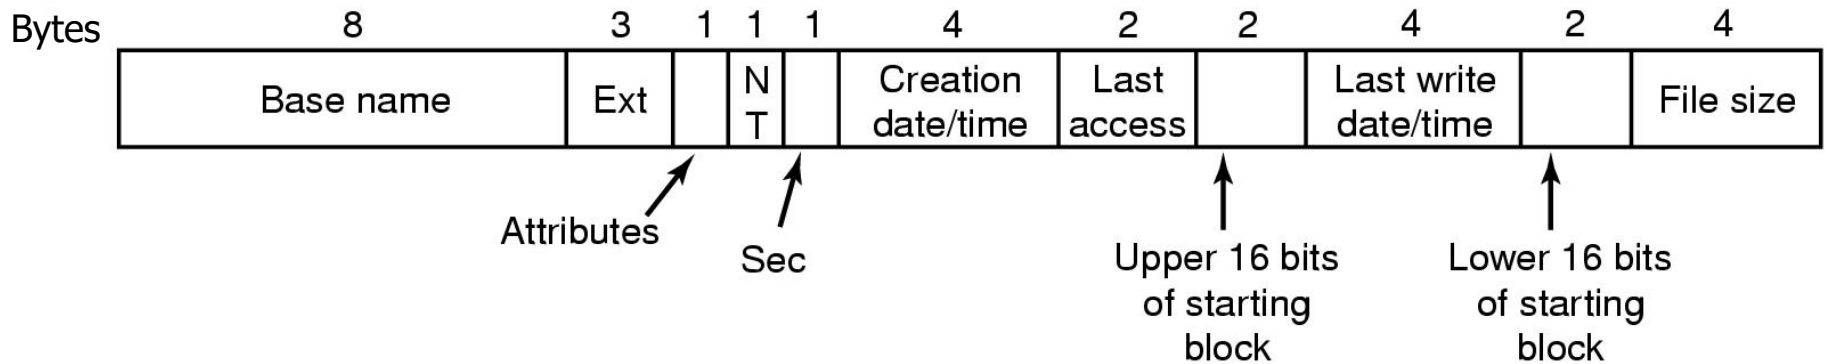 Bytes 8 3 1 1 1 4 2 2 4 2 4
Base name
Ext
N
T
Creation
date/time
Last
access
Last write
date/time
File size
Attributes
Sec
Upper 16 bits
of starting
block
Lower 16 bits
of starting
block